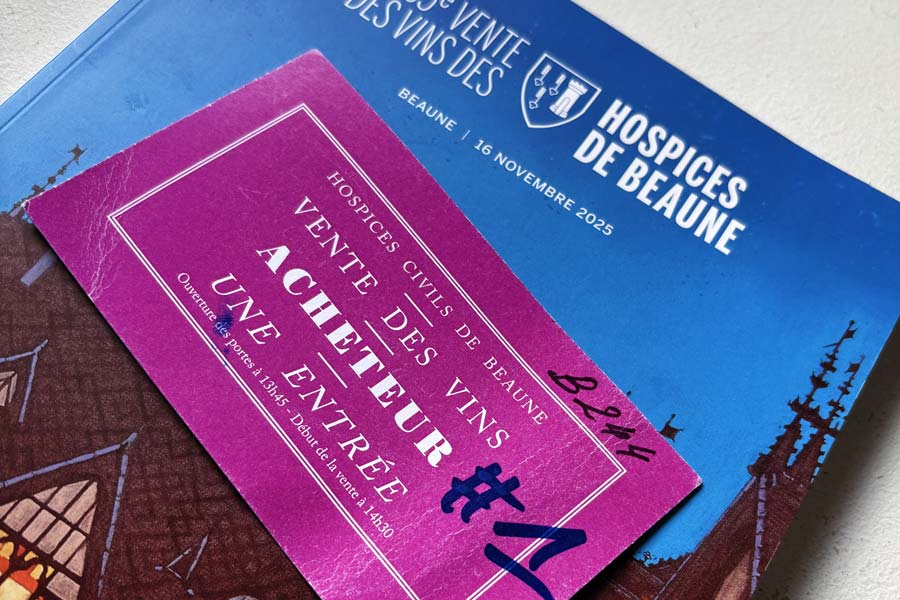 VENTE
DES VINS DES
HOSPICES
DE BEAUNE
BEAUNE | 16 NOVEMBRE 2025
HOSPICES CIVILS DE BEAUNE
VENTE DES VINS
ACHETEUR
UNE ENTRÉE
Ouverture des portes à 13h45 - Début de la vente à 14h30
B244
#1